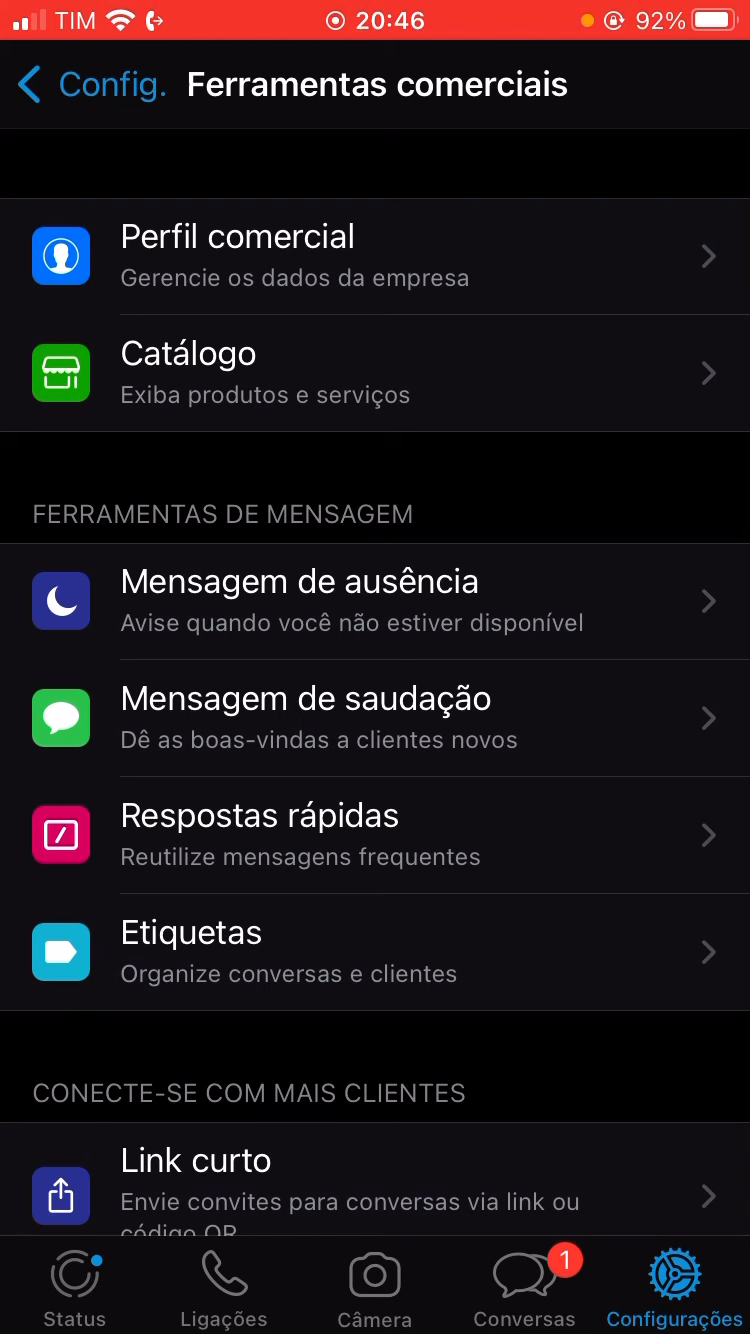 TIM 20:46 92%
Config. Ferramentas comerciais
Perfil comercial
Gerencie os dados da empresa
Catálogo
Exiba produtos e serviços
FERRAMENTAS DE MENSAGEM
Mensagem de ausência
Avise quando você não estiver disponível
Mensagem de saudação
Dê as boas-vindas a clientes novos
Respostas rápidas
Reutilize mensagens frequentes
Etiquetas
Organize conversas e clientes
CONECTE-SE COM MAIS CLIENTES
Link curto
Envie convites para conversas via link ou
código QR
1
Status Ligações Câmera Conversas Configurações